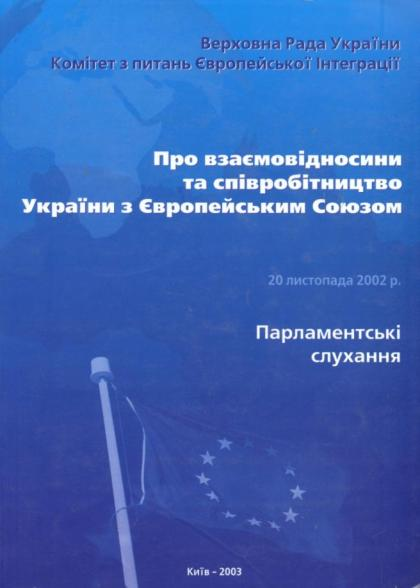 Верховна Рада України
Комітет з питань Європейської Інтеграції
Про взаємовідносини
та співробітництво
України з Європейським Союзом
20 листопада 2002 р.
Парламентські
слухання
Київ – 2003